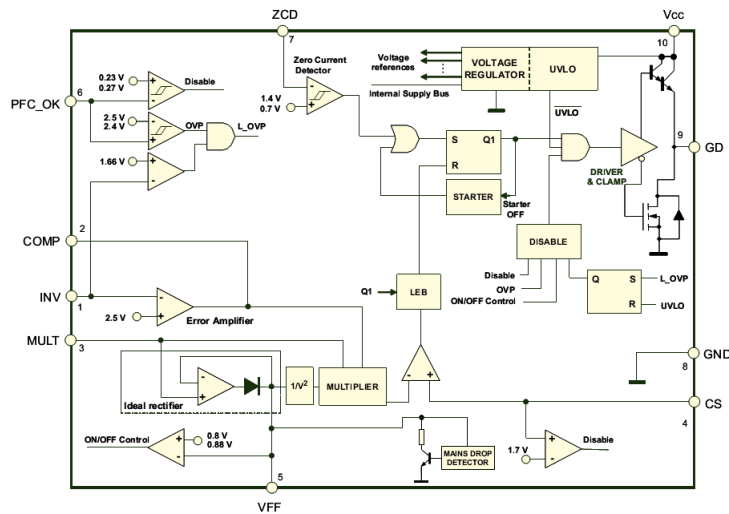 ZCD
Vcc
7
10
0.23 V
0.27 V
Disable
Zero Current
Detector
Voltage
references
VOLTAGE
REGULATOR
UVLO
6
PFC_OK
Internal Supply Bus
2.5 V
2.4 V
OVP
L_OVP
1.4 V
0.7 V
UVLO
1.66 V
S
Q1
R
9
GD
DRIVER
& CLAMP
STARTER
Starter
OFF
COMP
2
DISABLE
Disable
OVP
ON/OFF Control
Q
S
R
L_OVP
UVLO
INV
1
Q1
LEB
2.5 V
Error Amplifier
MULT
3
GND
8
1/V2
MULTIPLIER
Ideal rectifier
CS
4
ON/OFF Control
0.8 V
0.88 V
MAINS DROP
DETECTOR
1.7 V
Disable
5
VFF